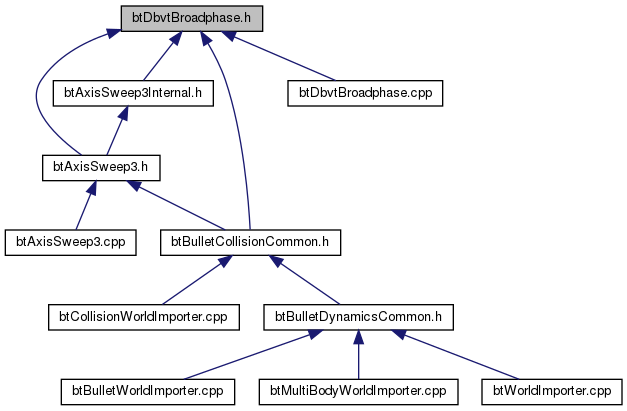 btDbvtBroadphase.h
btAxisSweep3Internal.h
btDbvtBroadphase.cpp
btAxisSweep3.h
btAxisSweep3.cpp
btBulletCollisionCommon.h
btCollisionWorldImporter.cpp
btBulletDynamicsCommon.h
btBulletWorldImporter.cpp
btMultiBodyWorldImporter.cpp
btWorldImporter.cpp